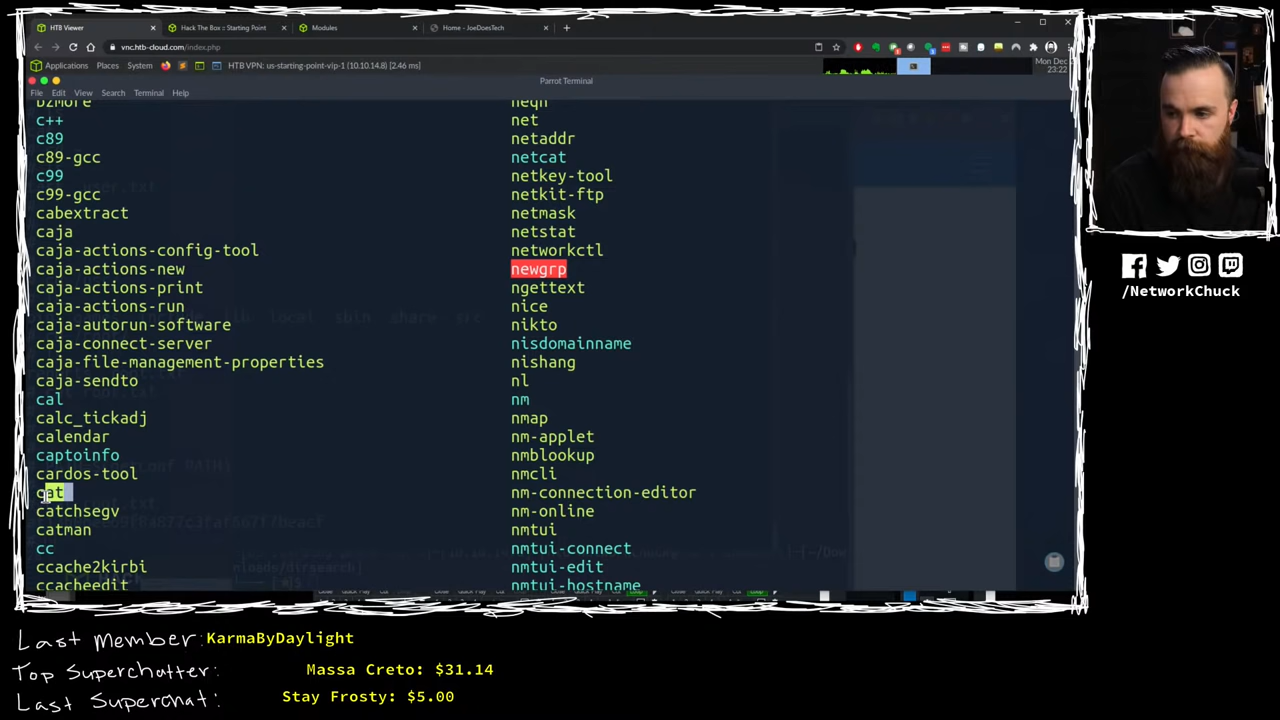 HTB Viewer
Hack The Box :: Starting Point
Modules
Home - JoeDoesTech
vnc.htb-cloud.com/index.php
Applications Places System
HTB VPN: us-starting-point-vip-1 (10.10.14.8) [2.46 ms]
Mon Dec
23:22
Parrot Terminal
File Edit View Search Terminal Help
bzmore
c++
c89
c89-gcc
c99
c99-gcc
cabextract
caja
caja-actions-config-tool
caja-actions-new
caja-actions-print
caja-actions-run
caja-autorun-software
caja-connect-server
caja-file-management-properties
caja-sendto
cal
calc_tickadj
calendar
captoinfo
cardos-tool
cat
catchsegv
catman
cc
ccache2kirbi
ccacheedit
neqn
net
netaddr
netcat
netkey-tool
netkit-ftp
netmask
netstat
networkctl
newgrp
ngettext
nice
nikto
nisdomainname
nishang
nl
nm
nmap
nm-applet
nmblookup
nmcli
nm-connection-editor
nm-online
nmtui
nmtui-connect
nmtui-edit
nmtui-hostname
/NetworkChuck
Last Member: KarmaByDaylight
Top Superchatter: Massa Creto: $31.14
Last Superchat: Stay Frosty: $5.00